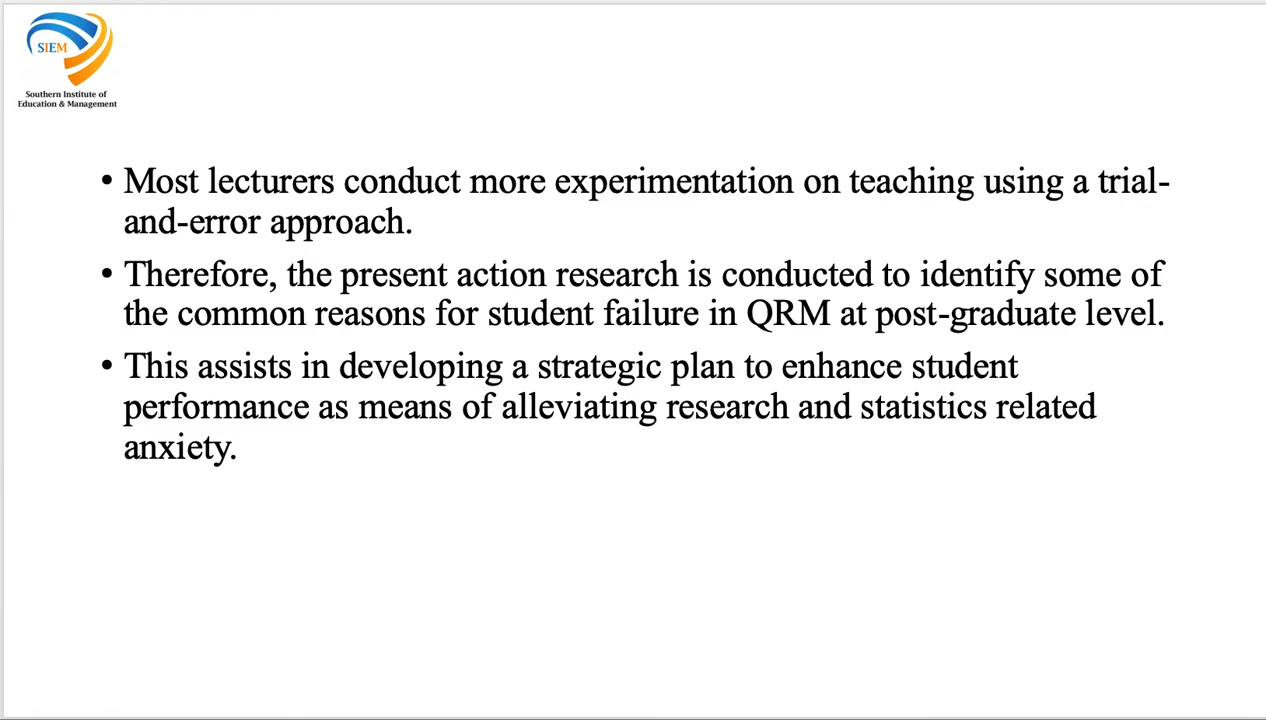 SIEM
Southern Institute of
Education & Management
• Most lecturers conduct more experimentation on teaching using a trial-
and-error approach.
• Therefore, the present action research is conducted to identify some of
the common reasons for student failure in QRM at post-graduate level.
• This assists in developing a strategic plan to enhance student
performance as means of alleviating research and statistics related
anxiety.